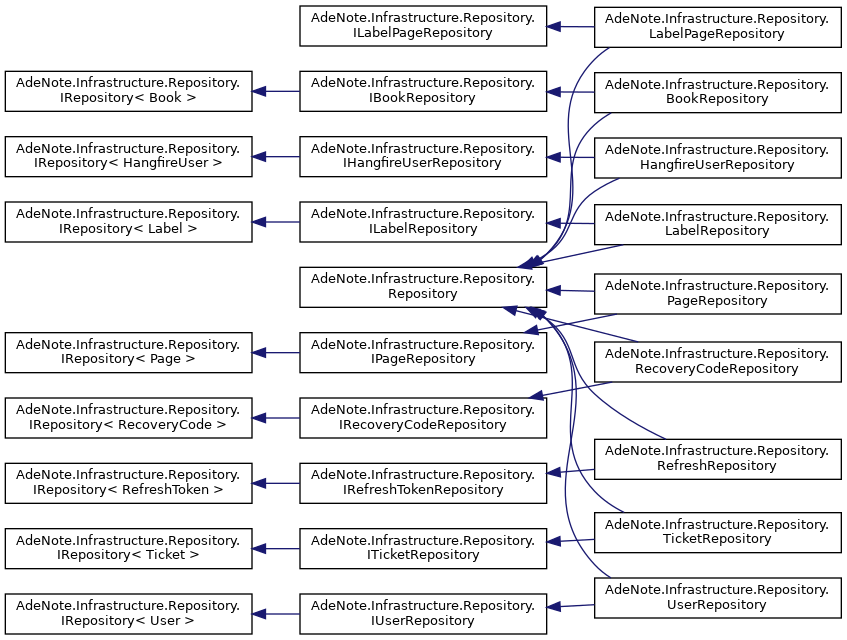 AdeNote.Infrastructure.Repository.
ILabelPageRepository
AdeNote.Infrastructure.Repository.
LabelPageRepository
AdeNote.Infrastructure.Repository.
IRepository< Book >
AdeNote.Infrastructure.Repository.
IBookRepository
AdeNote.Infrastructure.Repository.
BookRepository
AdeNote.Infrastructure.Repository.
IRepository< HangfireUser >
AdeNote.Infrastructure.Repository.
IHangfireUserRepository
AdeNote.Infrastructure.Repository.
HangfireUserRepository
AdeNote.Infrastructure.Repository.
IRepository< Label >
AdeNote.Infrastructure.Repository.
ILabelRepository
AdeNote.Infrastructure.Repository.
LabelRepository
AdeNote.Infrastructure.Repository.
Repository
AdeNote.Infrastructure.Repository.
PageRepository
AdeNote.Infrastructure.Repository.
IRepository< Page >
AdeNote.Infrastructure.Repository.
IPageRepository
AdeNote.Infrastructure.Repository.
RecoveryCodeRepository
AdeNote.Infrastructure.Repository.
IRepository< RecoveryCode >
AdeNote.Infrastructure.Repository.
IRecoveryCodeRepository
AdeNote.Infrastructure.Repository.
RefreshRepository
AdeNote.Infrastructure.Repository.
IRepository< RefreshToken >
AdeNote.Infrastructure.Repository.
IRefreshTokenRepository
AdeNote.Infrastructure.Repository.
TicketRepository
AdeNote.Infrastructure.Repository.
IRepository< Ticket >
AdeNote.Infrastructure.Repository.
ITicketRepository
AdeNote.Infrastructure.Repository.
UserRepository
AdeNote.Infrastructure.Repository.
IRepository< User >
AdeNote.Infrastructure.Repository.
IUserRepository